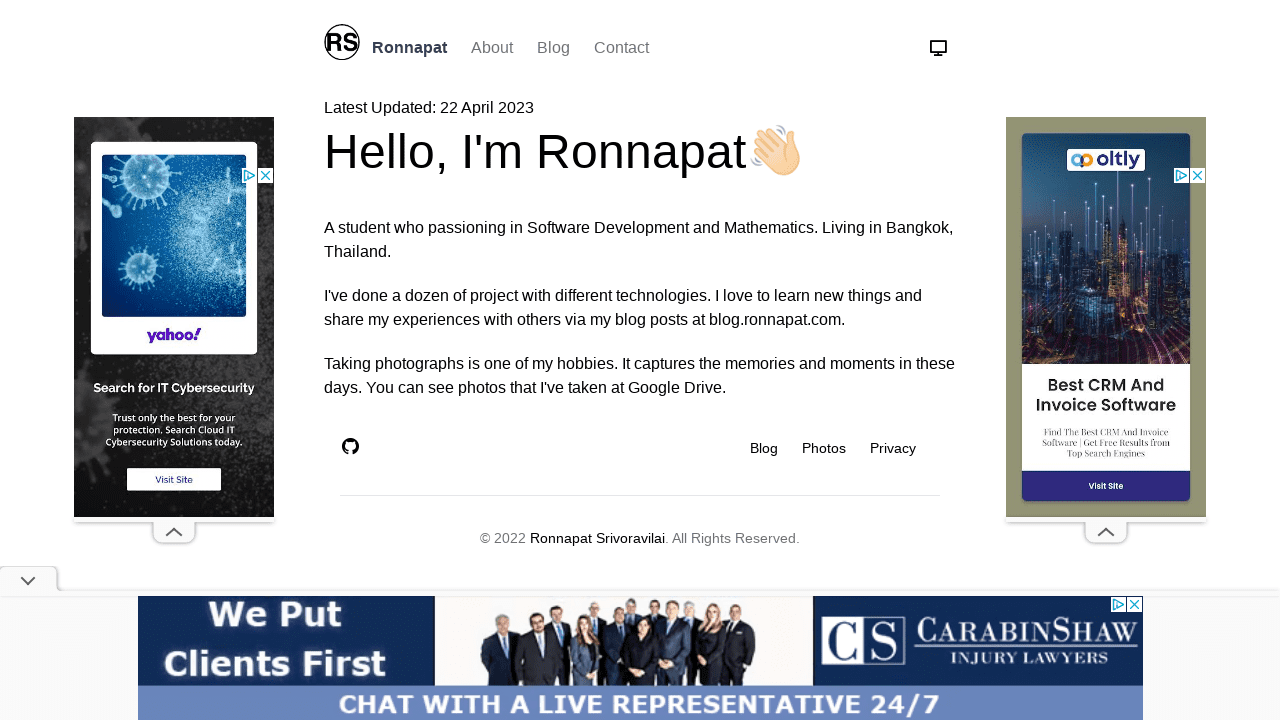 RS
Ronnapat About Blog Contact
Latest Updated: 22 April 2023
Hello, I'm Ronnapat
A student who passioning in Software Development and Mathematics. Living in Bangkok,
Thailand.
I've done a dozen of project with different technologies. I love to learn new things and
share my experiences with others via my blog posts at blog.ronnapat.com.
Taking photographs is one of my hobbies. It captures the memories and moments in these
days. You can see photos that I've taken at Google Drive.
Blog Photos Privacy
© 2022 Ronnapat Srivoravilai. All Rights Reserved.
yahoo!
Search for IT Cybersecurity
Trust only the best for your
protection. Search Cloud IT
Cybersecurity Solutions today.
Visit Site
oltly
Best CRM And
Invoice Software
Find The Best CRM And Invoice
Software | Get Free Results from
Top Search Engines
Visit Site
We Put
Clients First
CS CARABINSHAW
INJURY LAWYERS
CHAT WITH A LIVE REPRESENTATIVE 24/7